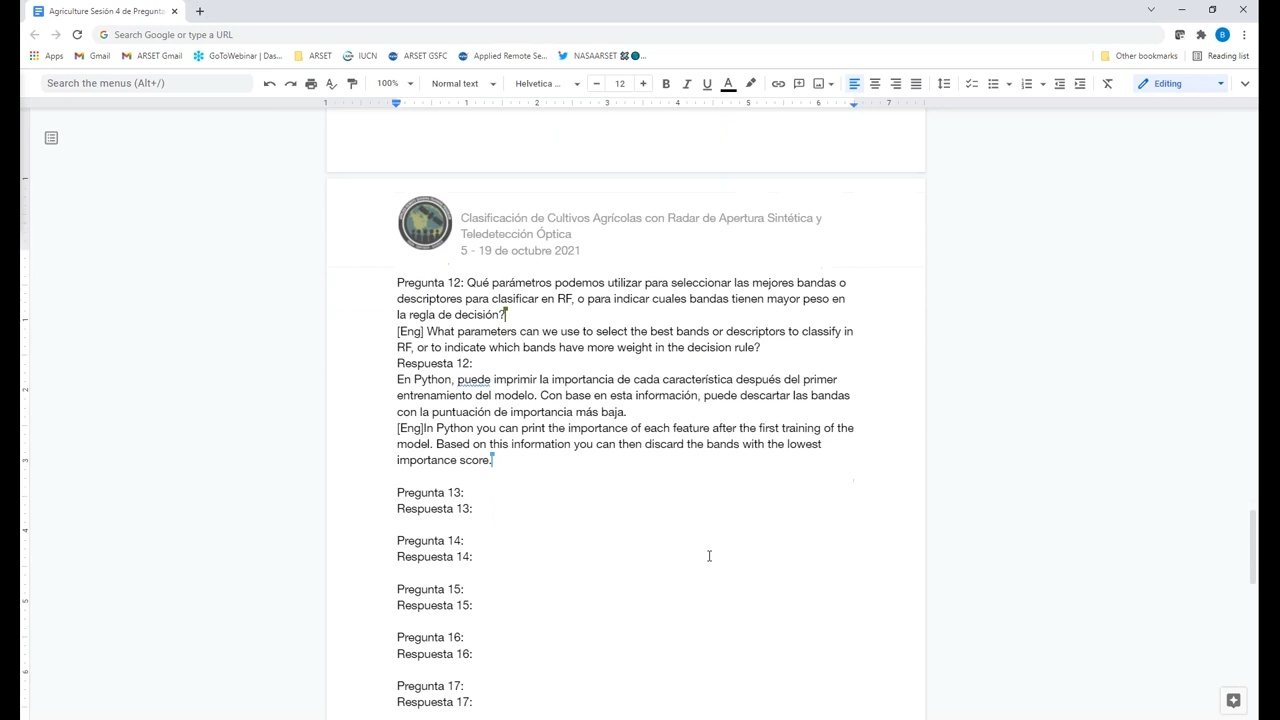 Agriculture Sesión 4 de Pregunta
Search Google or type a URL
B
Apps Gmail ARSET Gmail GoToWebinar | Das... ARSET IUCN ARSET GSFC Applied Remote Se... NASAARSET Other bookmarks Reading list
Search the menus (Alt+/) 100% Normal text Helvetica ... 12 B I U A Editing
1 1 2 3 4 5 6 7
Clasificación de Cultivos Agrícolas con Radar de Apertura Sintética y
Teledetección Óptica
5 - 19 de octubre 2021
Pregunta 12: Qué parámetros podemos utilizar para seleccionar las mejores bandas o
descriptores para clasificar en RF, o para indicar cuales bandas tienen mayor peso en
la regla de decisión?
[Eng] What parameters can we use to select the best bands or descriptors to classify in
RF, or to indicate which bands have more weight in the decision rule?
Respuesta 12:
En Python, puede imprimir la importancia de cada característica después del primer
entrenamiento del modelo. Con base en esta información, puede descartar las bandas
con la puntuación de importancia más baja.
[Eng]In Python you can print the importance of each feature after the first training of the
model. Based on this information you can then discard the bands with the lowest
importance score.
Pregunta 13:
Respuesta 13:
Pregunta 14:
Respuesta 14:
Pregunta 15:
Respuesta 15:
Pregunta 16:
Respuesta 16:
Pregunta 17:
Respuesta 17: